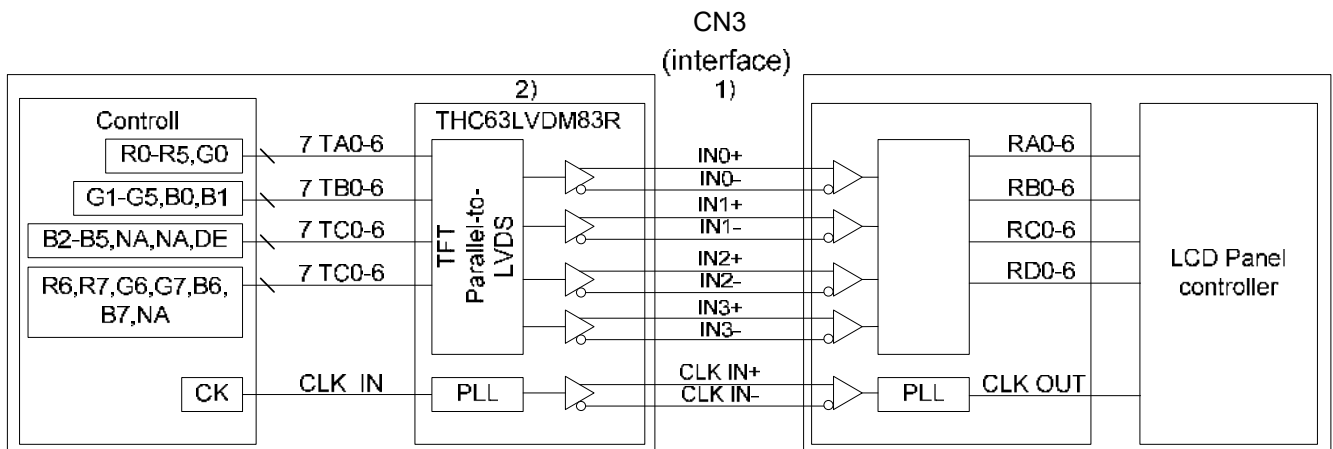 CN3
(interface)
1)
2)
Controll
THC63LVDM83R
R0-R5,G0
7 TA0-6
G1-G5,B0,B1
7 TB0-6
B2-B5,NA,NA,DE
7 TC0-6
R6,R7,G6,G7,B6,
B7,NA
7 TC0-6
TFT
Parallel-to-
LVDS
IN0+
IN0-
IN1+
IN1-
IN2+
IN2-
IN3+
IN3-
RA0-6
RB0-6
RC0-6
RD0-6
LCD Panel
controller
CK
CLK IN
PLL
CLK IN+
CLK IN-
PLL
CLK OUT